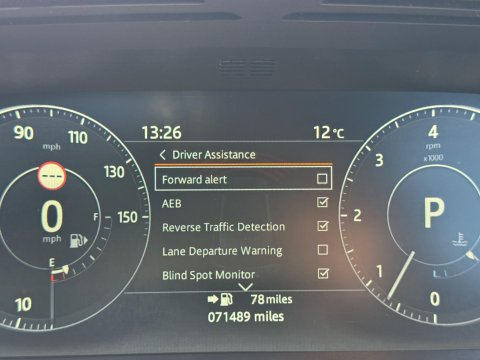 90
110
mph
130
150
0
mph
F
E
10
13:26
12 °C
Driver Assistance
Forward alert
AEB
Reverse Traffic Detection
Lane Departure Warning
Blind Spot Monitor
78 miles
071489 miles
4
rpm
x1000
3
2
1
0
P